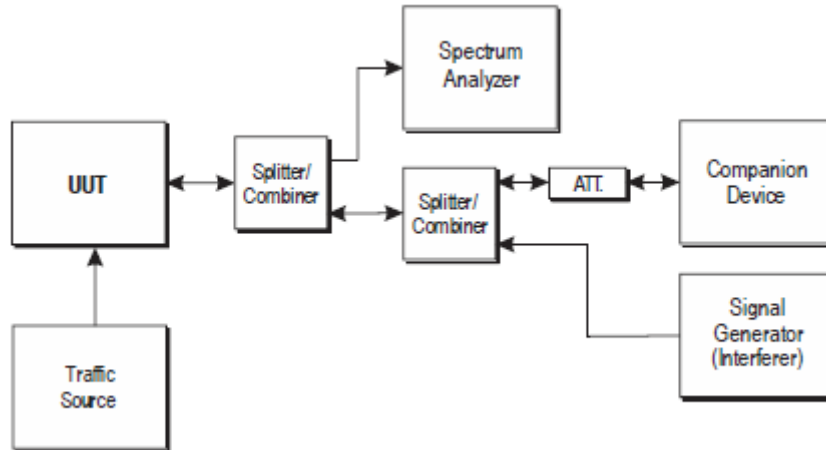 Spectrum
Analyzer
UUT
Splitter/
Combiner
Splitter/
Combiner
ATT.
Companion
Device
Traffic
Source
Signal
Generator
(Interferer)